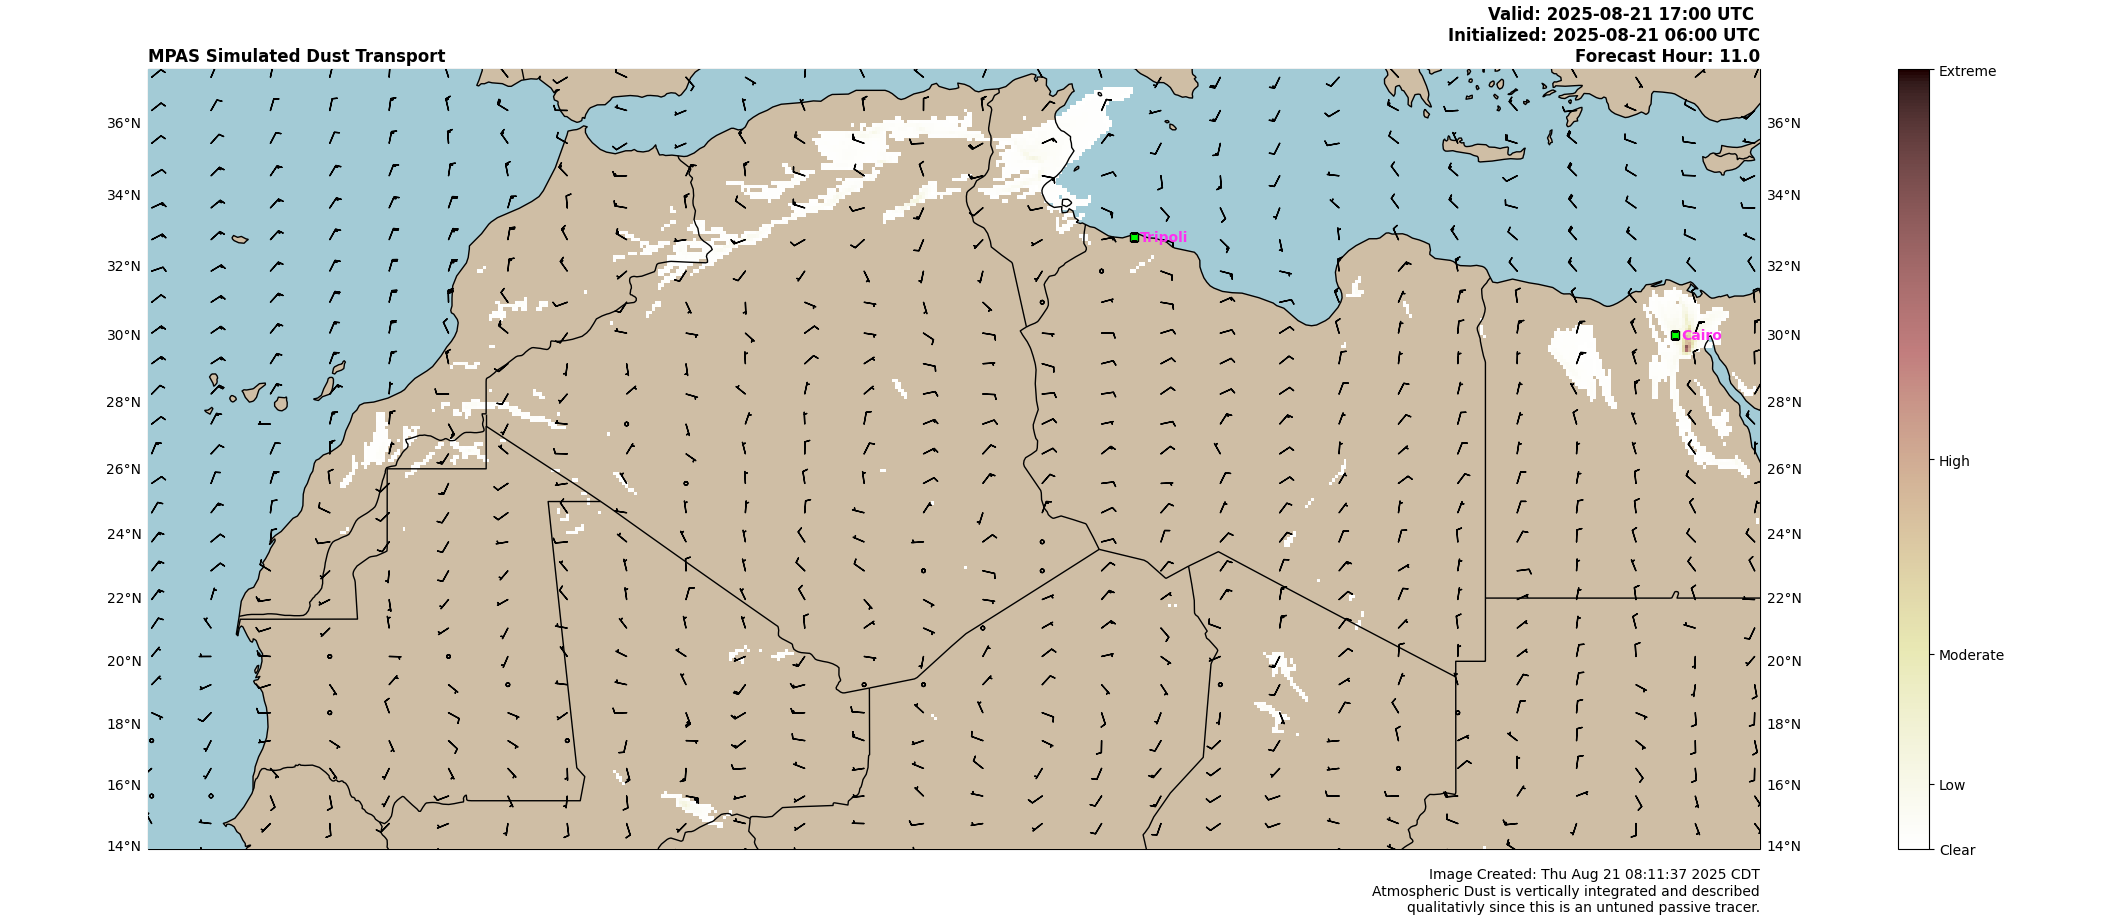 Valid: 2025-08-21 17:00 UTC
Initialized: 2025-08-21 06:00 UTC
MPAS Simulated Dust Transport
Forecast Hour: 11.0
Extreme
36°N
36°N
34°N
34°N
Tripoli
32°N
32°N
30°N
Cairo
30°N
28°N
28°N
26°N
26°N
High
24°N
24°N
22°N
22°N
20°N
20°N
Moderate
18°N
18°N
16°N
16°N
Low
14°N
14°N
Clear
Image Created: Thu Aug 21 08:11:37 2025 CDT
Atmospheric Dust is vertically integrated and described
qualitativly since this is an untuned passive tracer.